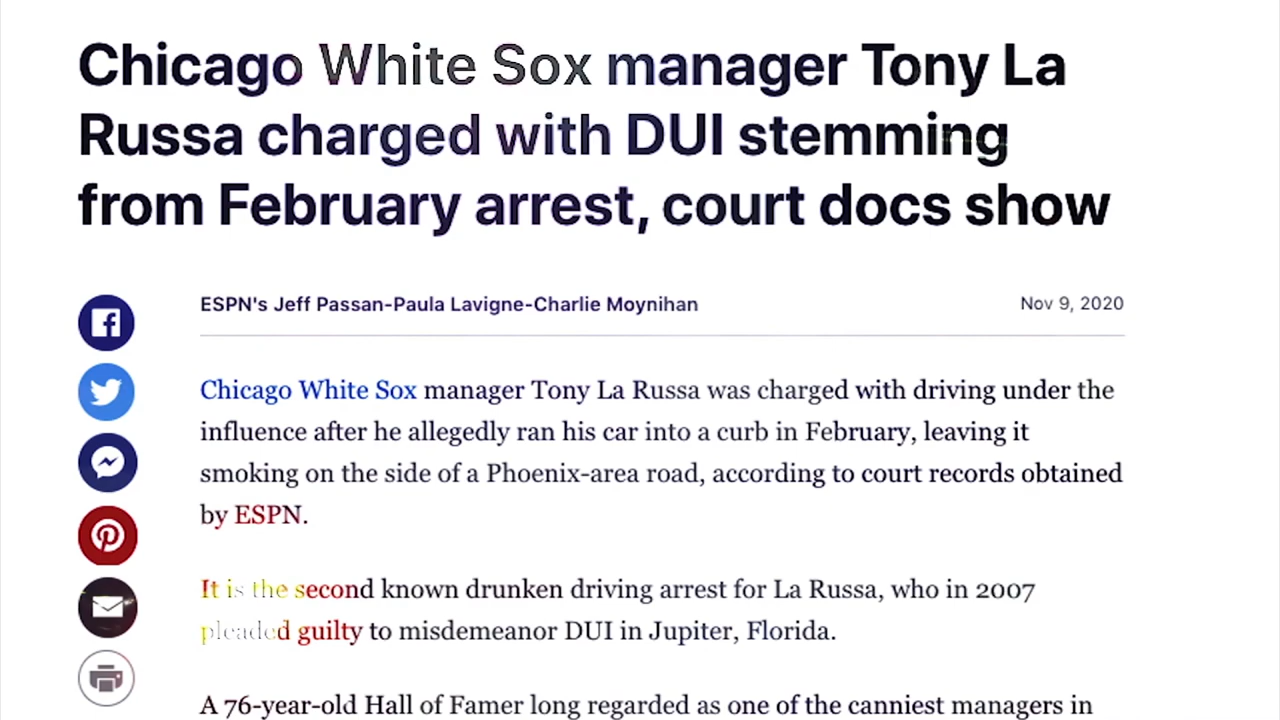 Chicago White Sox manager Tony La
Russa charged with DUI stemming
from February arrest, court docs show
ESPN's Jeff Passan-Paula Lavigne-Charlie Moynihan
Nov 9, 2020
Chicago White Sox manager Tony La Russa was charged with driving under the
influence after he allegedly ran his car into a curb in February, leaving it
smoking on the side of a Phoenix-area road, according to court records obtained
by ESPN.
It is the second known drunken driving arrest for La Russa, who in 2007
pleaded guilty to misdemeanor DUI in Jupiter, Florida.
A 76-year-old Hall of Famer long regarded as one of the canniest managers in